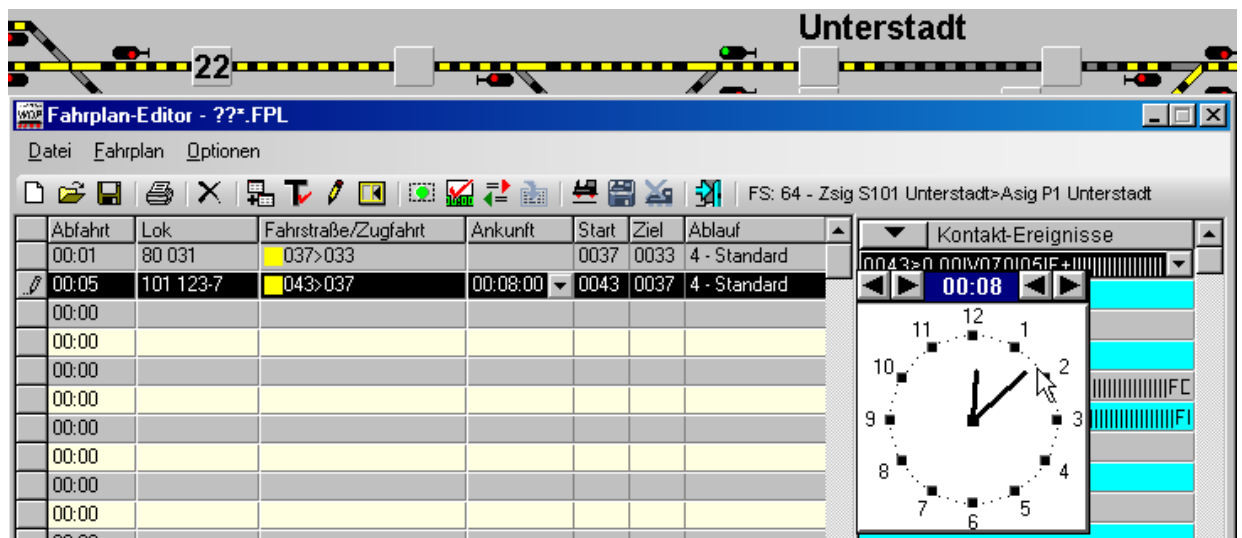 Unterstadt
22
WDP Fahrplan-Editor - ??*.FPL
Datei Fahrplan Optionen
FS: 64 - Zsig S101 Unterstadt>Asig P1 Unterstadt
Abfahrt Lok Fahrstraße/Zugfahrt Ankunft Start Ziel Ablauf Kontakt-Ereignisse
00:01 80 031 037>033 0037 0033 4 - Standard
00:05 101 123-7 043>037 00:08:00 0043 0037 4 - Standard
00:08
00:00
00:00
00:00
00:00
00:00
00:00
00:00
00:00
12
11 1
10 2
9 3
8 4
7 5
6